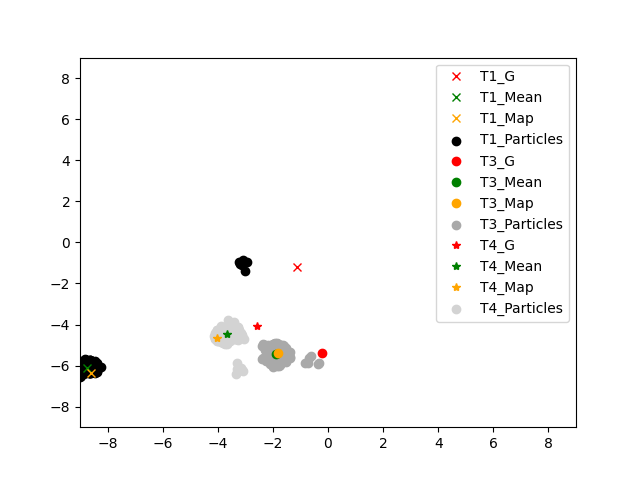 8
6
4
2
0
−2
−4
−6
−8
−8 −6 −4 −2 0 2 4 6 8
T1_G
T1_Mean
T1_Map
T1_Particles
T3_G
T3_Mean
T3_Map
T3_Particles
T4_G
T4_Mean
T4_Map
T4_Particles